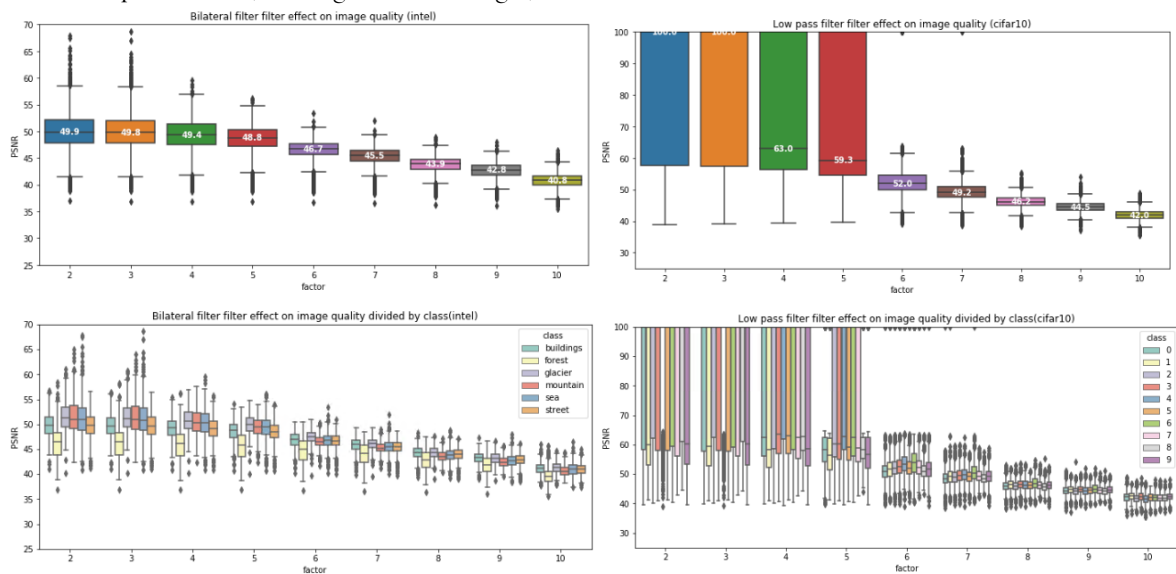 Bilateral filter filter effect on image quality (intel)
70
65
60
55
50
45
40
35
30
25
PSNR
49.9
49.8
49.4
48.8
46.7
45.5
43.9
42.8
40.8
2 3 4 5 6 7 8 9 10
factor
Low pass filter filter effect on image quality (cifar10)
100
90
80
70
60
50
40
30
PSNR
100.0
100.0
63.0
59.3
52.0
49.2
46.2
44.5
42.0
2 3 4 5 6 7 8 9 10
factor
Bilateral filter filter effect on image quality divided by class(intel)
70
65
60
55
50
45
40
35
30
25
PSNR
class
buildings
forest
glacier
mountain
sea
street
2 3 4 5 6 7 8 9 10
factor
Low pass filter filter effect on image quality divided by class(cifar10)
100
90
80
70
60
50
40
30
PSNR
class
0
1
2
3
4
5
6
7
8
9
2 3 4 5 6 7 8 9 10
factor